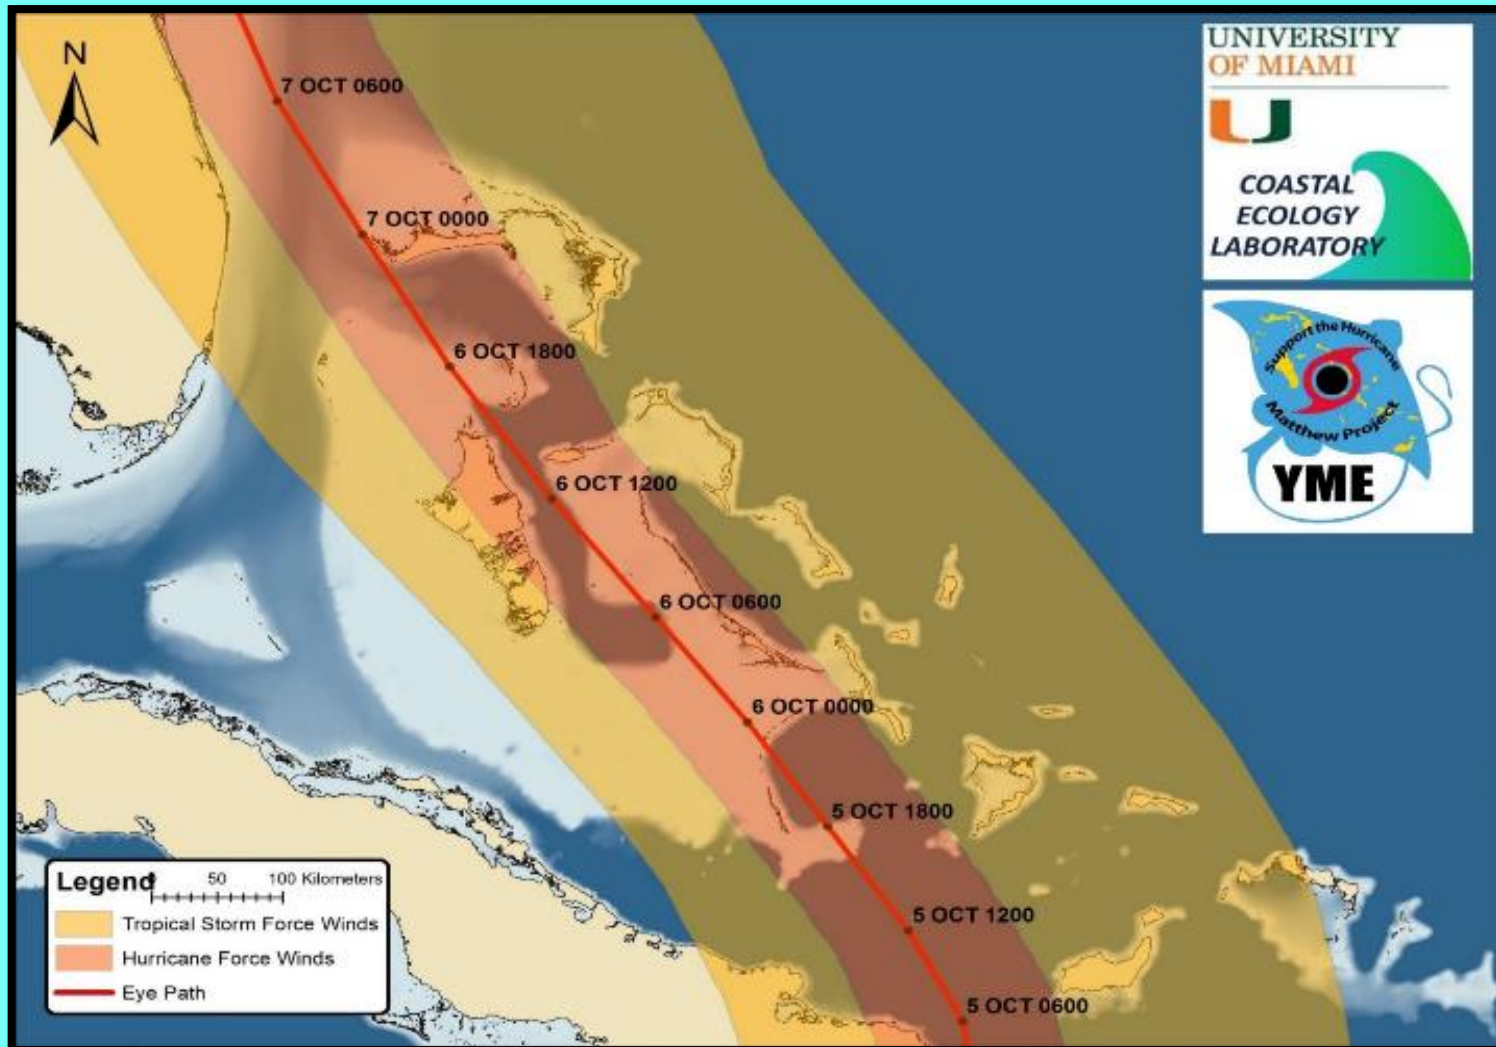 N
7 OCT 0600
7 OCT 0000
6 OCT 1800
6 OCT 1200
6 OCT 0600
6 OCT 0000
5 OCT 1800
5 OCT 1200
5 OCT 0600
UNIVERSITY
OF MIAMI
U
COASTAL
ECOLOGY
LABORATORY
Support the Hurricane
Matthew Project
YME
Legend
0 50 100 Kilometers
Tropical Storm Force Winds
Hurricane Force Winds
Eye Path